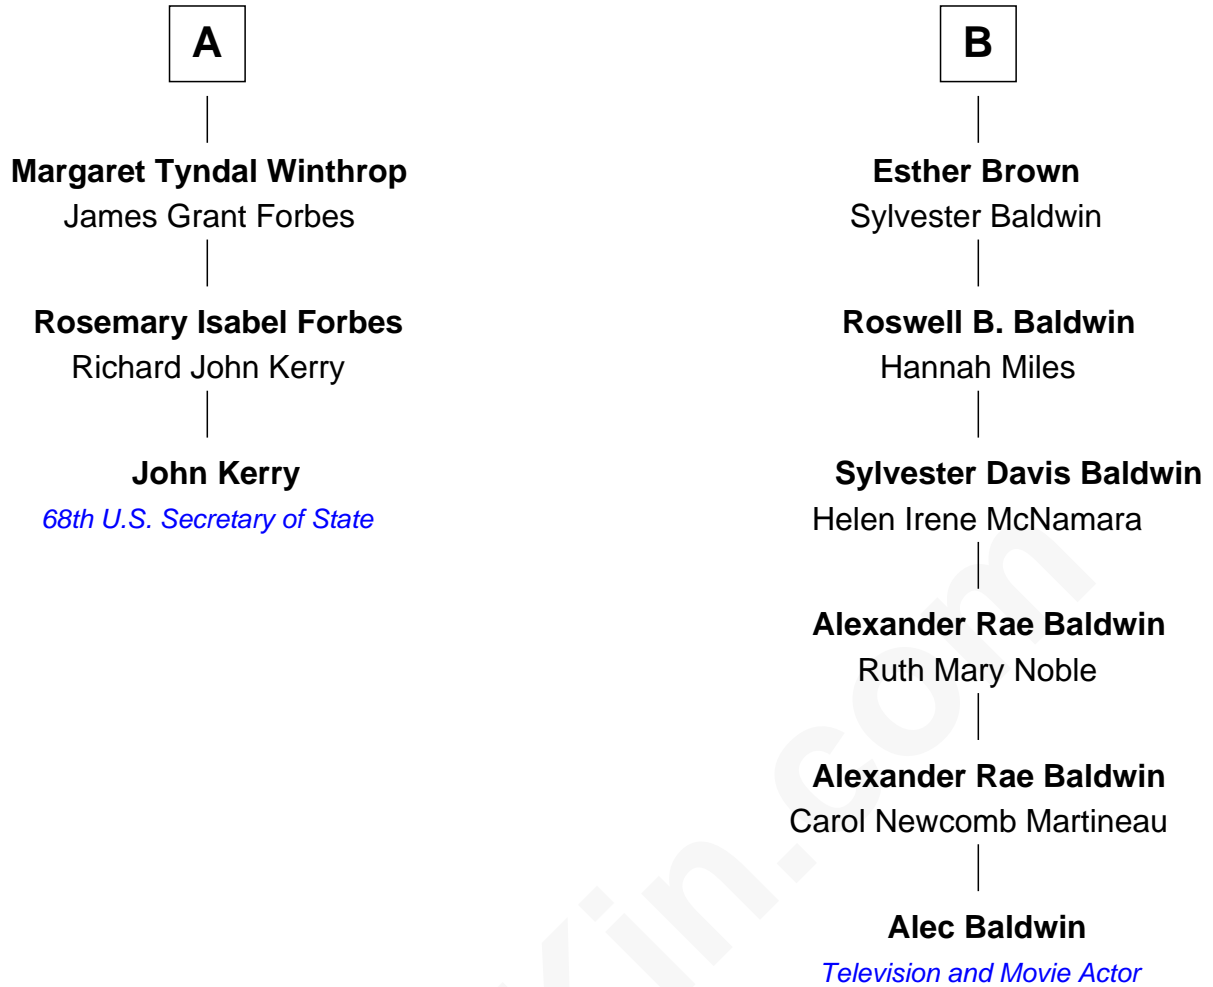 A
Margaret Tyndal Winthrop
James Grant Forbes
Rosemary Isabel Forbes
Richard John Kerry
John Kerry
68th U.S. Secretary of State
B
Esther Brown
Sylvester Baldwin
Roswell B. Baldwin
Hannah Miles
Sylvester Davis Baldwin
Helen Irene McNamara
Alexander Rae Baldwin
Ruth Mary Noble
Alexander Rae Baldwin
Carol Newcomb Martineau
Alec Baldwin
Television and Movie Actor
Kin.com